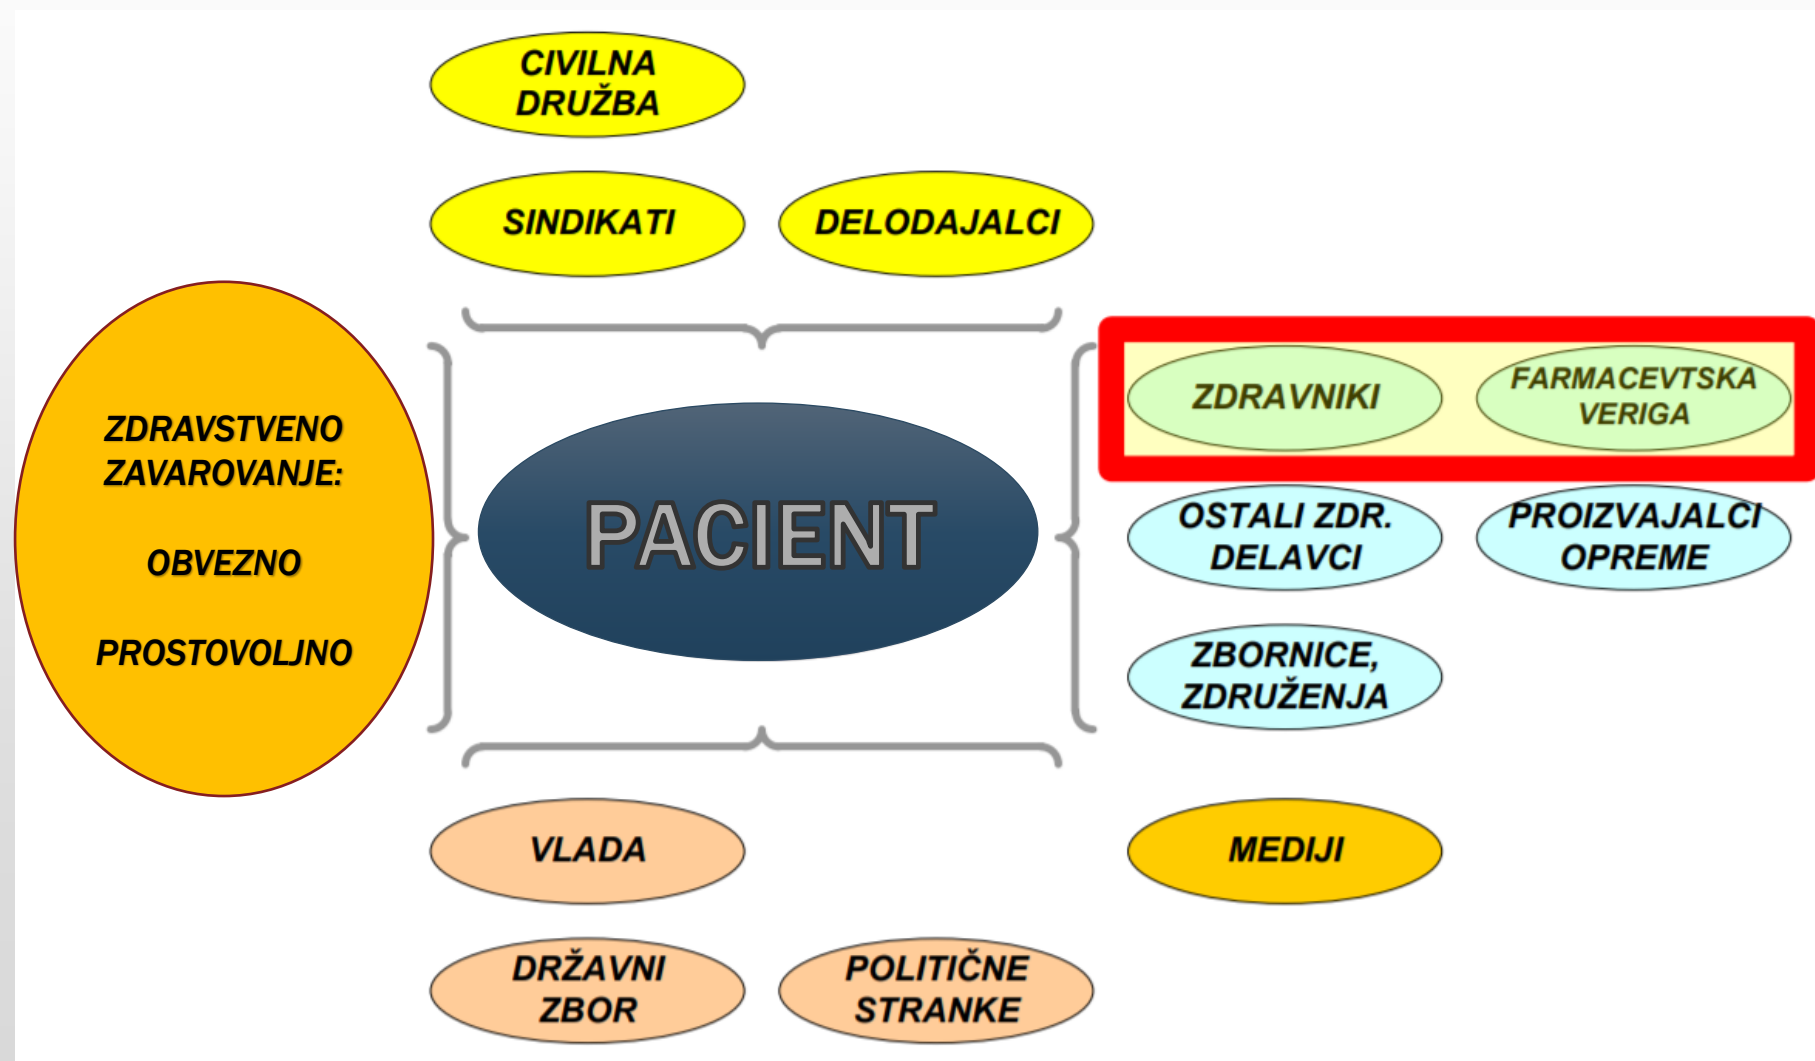 CIVILNA
DRUŽBA
SINDIKATI
DELODAJALCI
ZDRAVSTVENO
ZAVAROVANJE:
OBVEZNO
PROSTOVOLJNO
PACIENT
ZDRAVNIKI
FARMACEVTSKA
VERIGA
OSTALI ZDR.
DELAVCI
PROIZVAJALCI
OPREME
ZBORNICE,
ZDRUŽENJA
VLADA
MEDIJI
DRŽAVNI
ZBOR
POLITIČNE
STRANKE